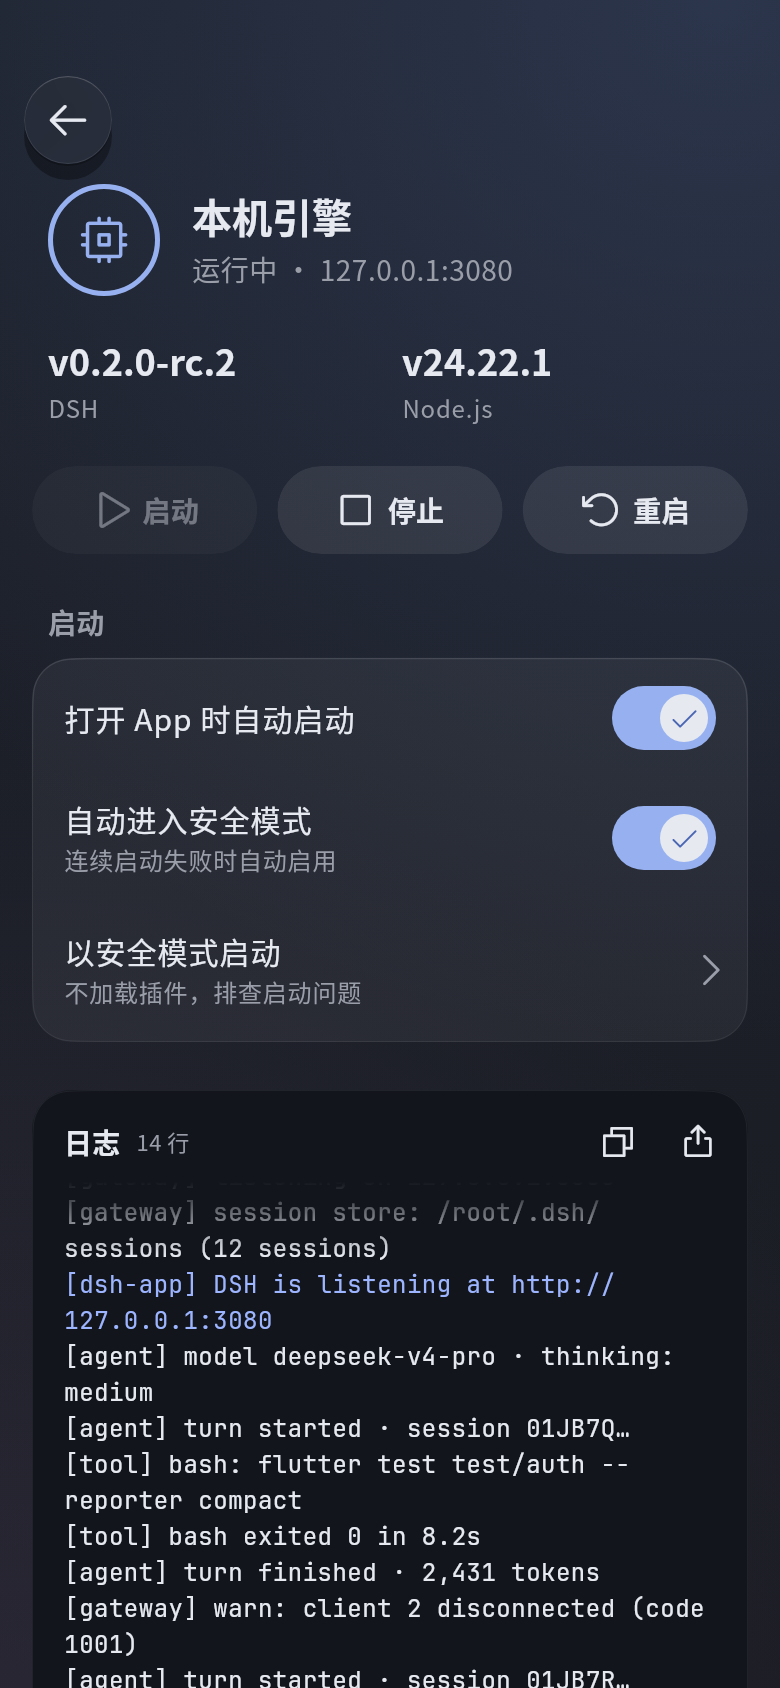 本机引擎
运行中 · 127.0.0.1:3080
v0.2.0-rc.2
v24.22.1
DSH
Node.js
启动
停止
重启
启动
打开 App 时自动启动
自动进入安全模式
连续启动失败时自动启用
以安全模式启动
不加载插件，排查启动问题
日志 14 行
[gateway] session store: /root/.dsh/
sessions (12 sessions)
[dsh-app] DSH is listening at http://
127.0.0.1:3080
[agent] model deepseek-v4-pro · thinking:
medium
[agent] turn started · session 01JB7Q…
[tool] bash: flutter test test/auth --
reporter compact
[tool] bash exited 0 in 8.2s
[agent] turn finished · 2,431 tokens
[gateway] warn: client 2 disconnected (code
1001)
[agent] turn started · session 01JB7R…